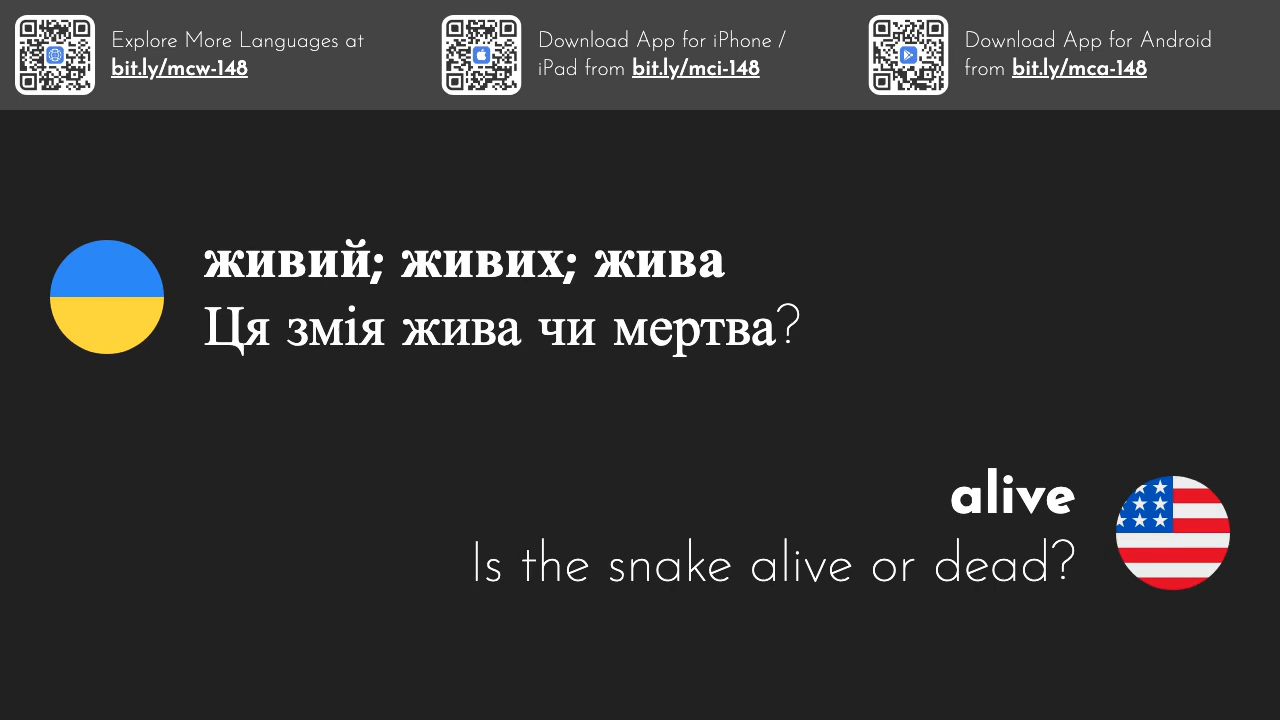 Explore More Languages at
bit.ly/mcw-148
Download App for iPhone /
iPad from bit.ly/mci-148
Download App for Android
from bit.ly/mca-148
живий; живих; жива
Ця змія жива чи мертва?
alive
Is the snake alive or dead?